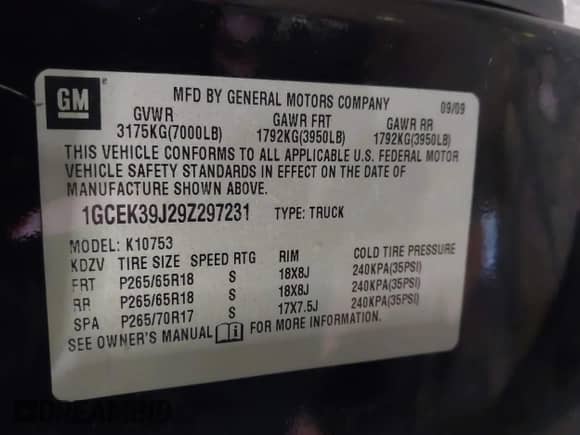 GM
MFD BY GENERAL MOTORS COMPANY 09/09
GVWR GAWR FRT GAWR RR
3175KG(7000LB) 1792KG(3950LB) 1792KG(3950LB)
THIS VEHICLE CONFORMS TO ALL APPLICABLE U.S. FEDERAL MOTOR
VEHICLE SAFETY STANDARDS IN EFFECT ON THE DATE OF
MANUFACTURE SHOWN ABOVE.
1GCEK39J29Z297231 TYPE: TRUCK
MODEL: K10753
KDZV TIRE SIZE SPEED RTG RIM COLD TIRE PRESSURE
FRT P265/65R18 S 18X8J 240KPA(35PSI)
RR P265/65R18 S 18X8J 240KPA(35PSI)
SPA P265/70R17 S 17X7.5J 240KPA(35PSI)
SEE OWNER'S MANUAL FOR MORE INFORMATION.
DREAMBID